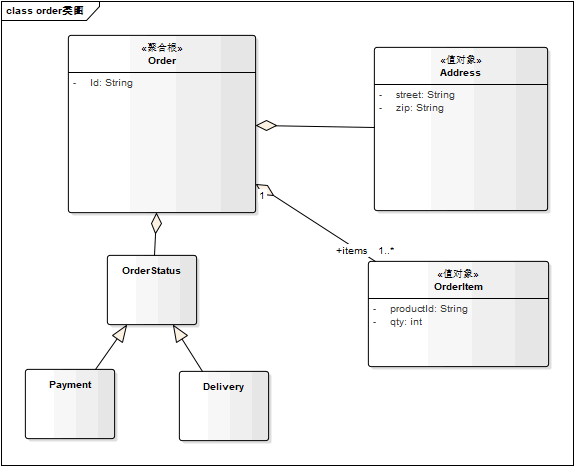 class order类图
«聚合根»
Order
- Id: String
«值对象»
Address
- street: String
- zip: String
1
+items 1..*
OrderStatus
«值对象»
OrderItem
- productId: String
- qty: int
Payment
Delivery